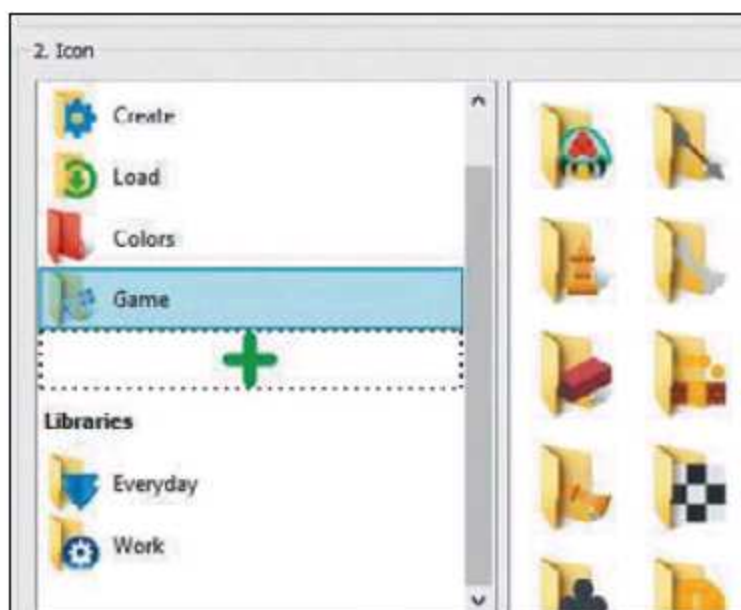 2. Icon
Create
Load
Colors
Game
Libraries
Everyday
Work